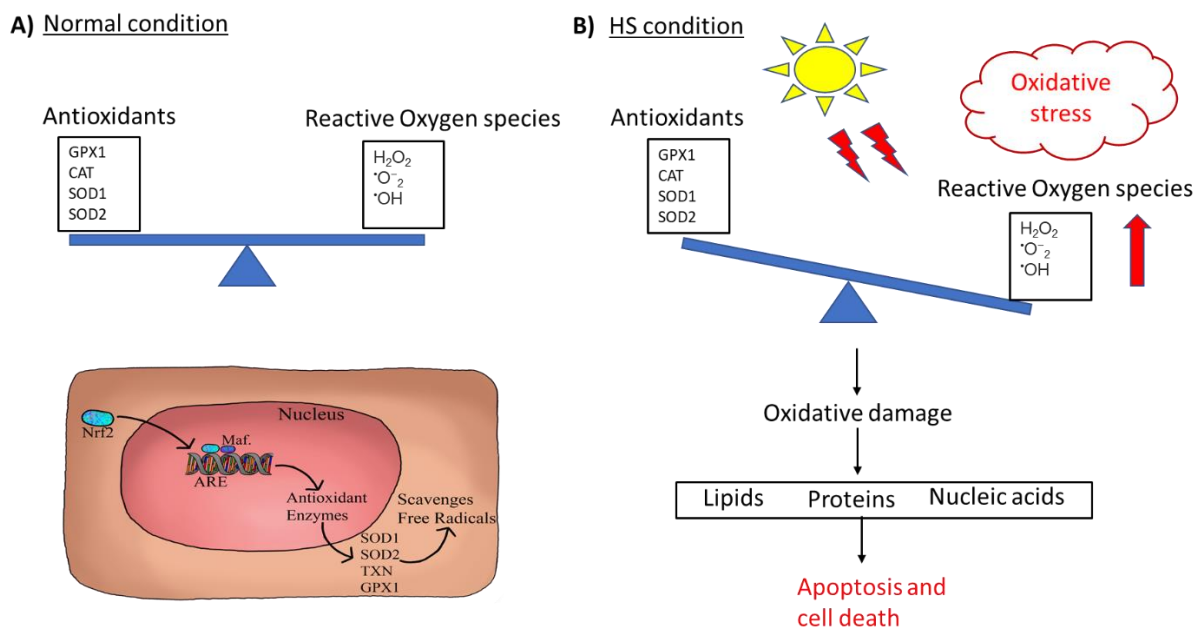 A) Normal condition
Antioxidants
GPX1
CAT
SOD1
SOD2
Reactive Oxygen species
H₂O₂
•O⁻₂
•OH
Nrf2
Nucleus
Maf.
ARE
Antioxidant
Enzymes
SOD1
SOD2
TXN
GPX1
Scavenges
Free Radicals
B) HS condition
Oxidative
stress
Antioxidants
GPX1
CAT
SOD1
SOD2
Reactive Oxygen species
H₂O₂
•O⁻₂
•OH
Oxidative damage
Lipids Proteins Nucleic acids
Apoptosis and
cell death